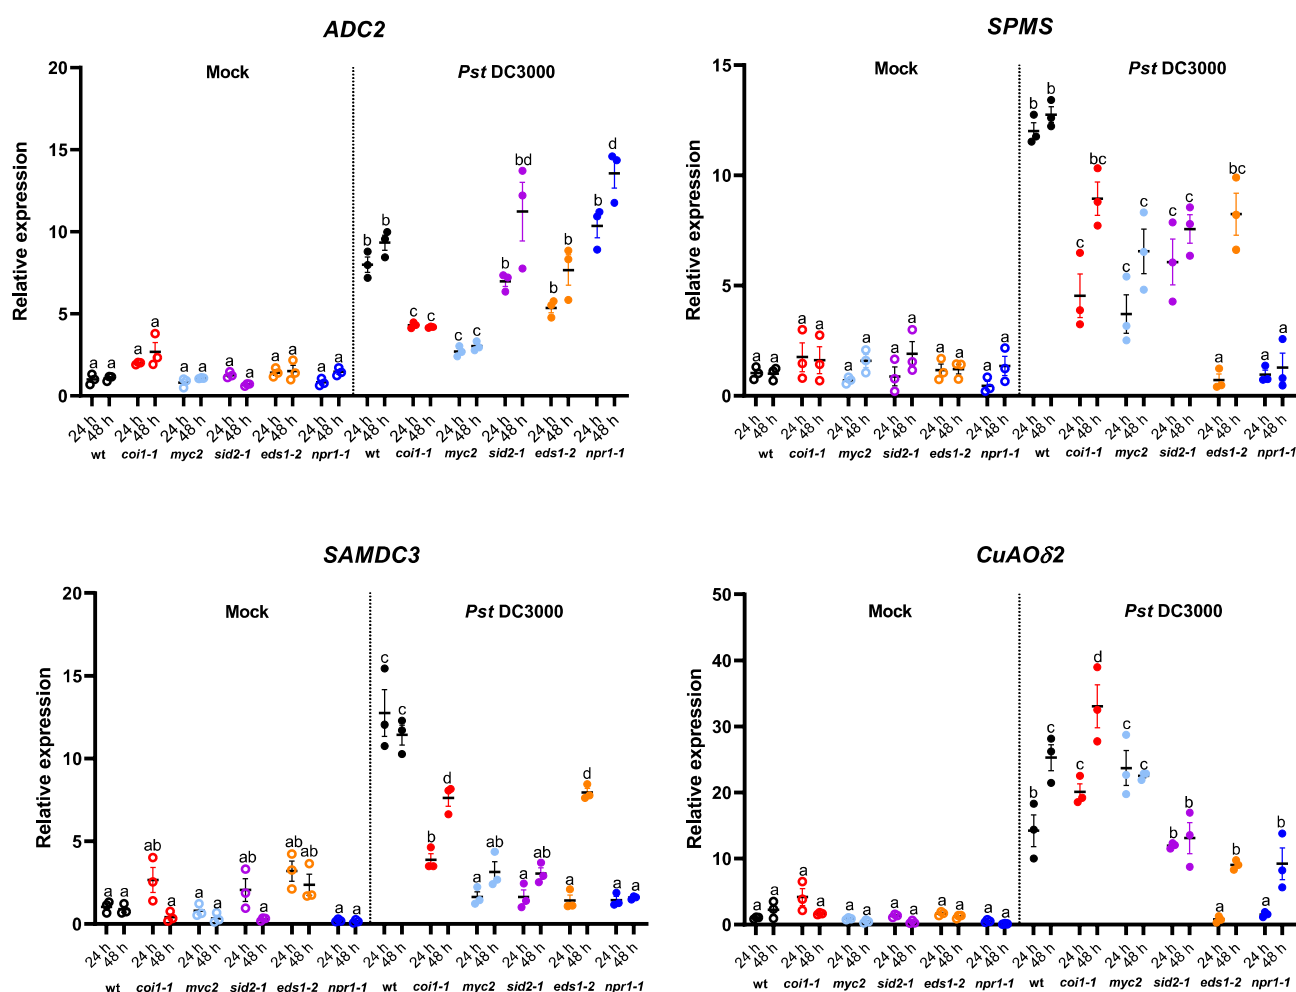 ADC2
Mock
Pst DC3000
Relative expression
20
15
10
5
0
a a a a a a a a a a a a b b c c c c b bd b b b d
24 h 48 h 24 h 48 h 24 h 48 h 24 h 48 h 24 h 48 h 24 h 48 h 24 h 48 h 24 h 48 h 24 h 48 h 24 h 48 h 24 h 48 h 24 h 48 h
wt coi1-1 myc2 sid2-1 eds1-2 npr1-1 wt coi1-1 myc2 sid2-1 eds1-2 npr1-1
SPMS
Mock
Pst DC3000
Relative expression
15
10
5
0
a a a a a a a a a a a a b b c bc c c c c a bc a a
24 h 48 h 24 h 48 h 24 h 48 h 24 h 48 h 24 h 48 h 24 h 48 h 24 h 48 h 24 h 48 h 24 h 48 h 24 h 48 h 24 h 48 h 24 h 48 h
wt coi1-1 myc2 sid2-1 eds1-2 npr1-1 wt coi1-1 myc2 sid2-1 eds1-2 npr1-1
SAMDC3
Mock
Pst DC3000
Relative expression
20
15
10
5
0
a a ab a a a ab a ab ab a a c c b d a ab a ab a d a a
24 h 48 h 24 h 48 h 24 h 48 h 24 h 48 h 24 h 48 h 24 h 48 h 24 h 48 h 24 h 48 h 24 h 48 h 24 h 48 h 24 h 48 h 24 h 48 h
wt coi1-1 myc2 sid2-1 eds1-2 npr1-1 wt coi1-1 myc2 sid2-1 eds1-2 npr1-1
CuAOδ2
Mock
Pst DC3000
Relative expression
50
40
30
20
10
0
a a a a a a a a a a a a b c c d c c b b a b a b
24 h 48 h 24 h 48 h 24 h 48 h 24 h 48 h 24 h 48 h 24 h 48 h 24 h 48 h 24 h 48 h 24 h 48 h 24 h 48 h 24 h 48 h 24 h 48 h
wt coi1-1 myc2 sid2-1 eds1-2 npr1-1 wt coi1-1 myc2 sid2-1 eds1-2 npr1-1